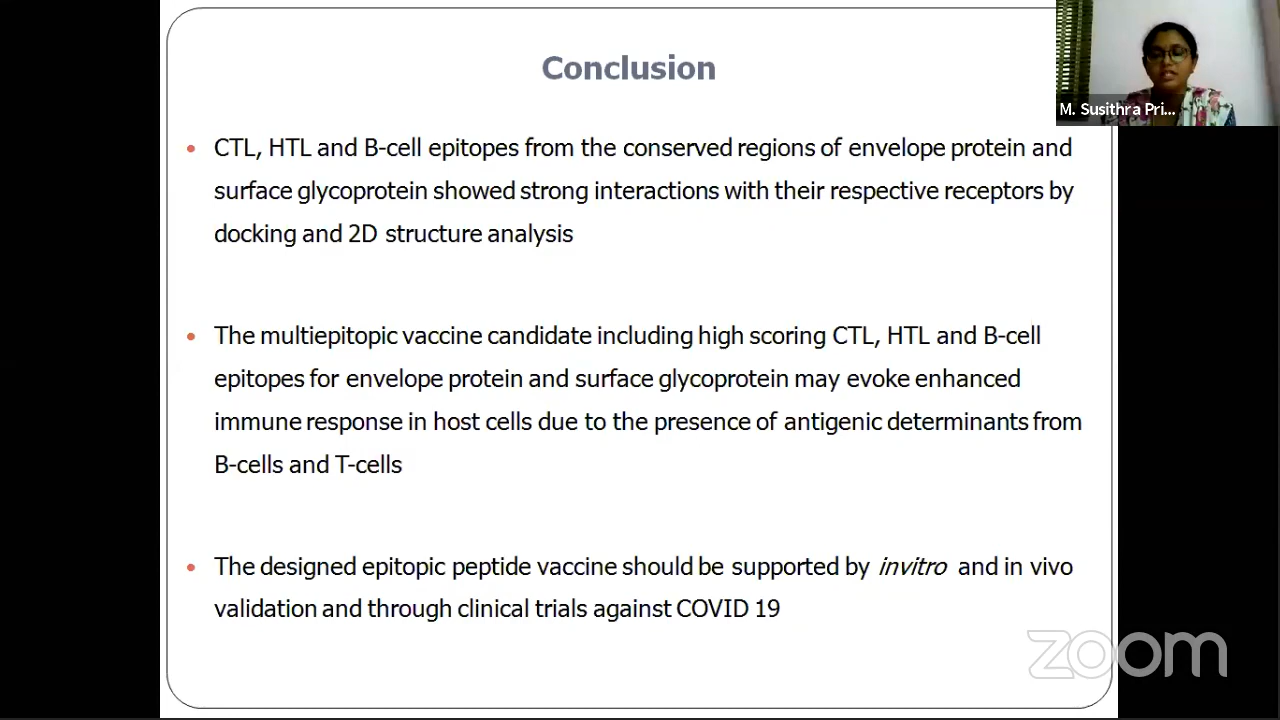 Conclusion
M. Susithra Pri...
• CTL, HTL and B-cell epitopes from the conserved regions of envelope protein and
surface glycoprotein showed strong interactions with their respective receptors by
docking and 2D structure analysis
• The multiepitopic vaccine candidate including high scoring CTL, HTL and B-cell
epitopes for envelope protein and surface glycoprotein may evoke enhanced
immune response in host cells due to the presence of antigenic determinants from
B-cells and T-cells
• The designed epitopic peptide vaccine should be supported by invitro and in vivo
validation and through clinical trials against COVID 19
zoom